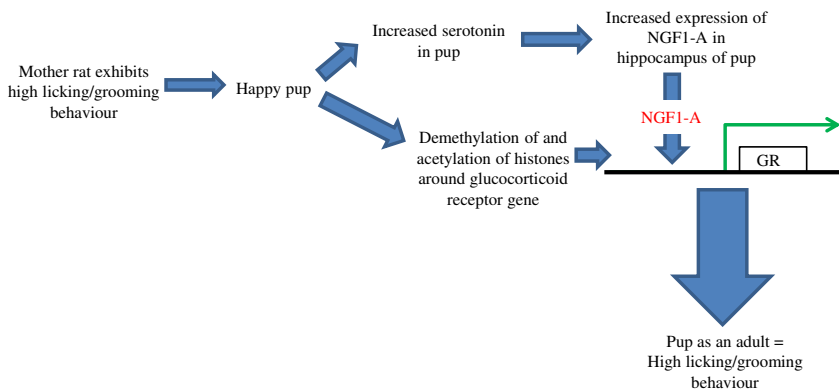 Mother rat exhibits
high licking/grooming
behaviour
Happy pup
Increased serotonin
in pup
Increased expression of
NGF1-A in
hippocampus of pup
NGF1-A
Demethylation of and
acetylation of histones
around glucocorticoid
receptor gene
GR
Pup as an adult =
High licking/grooming
behaviour